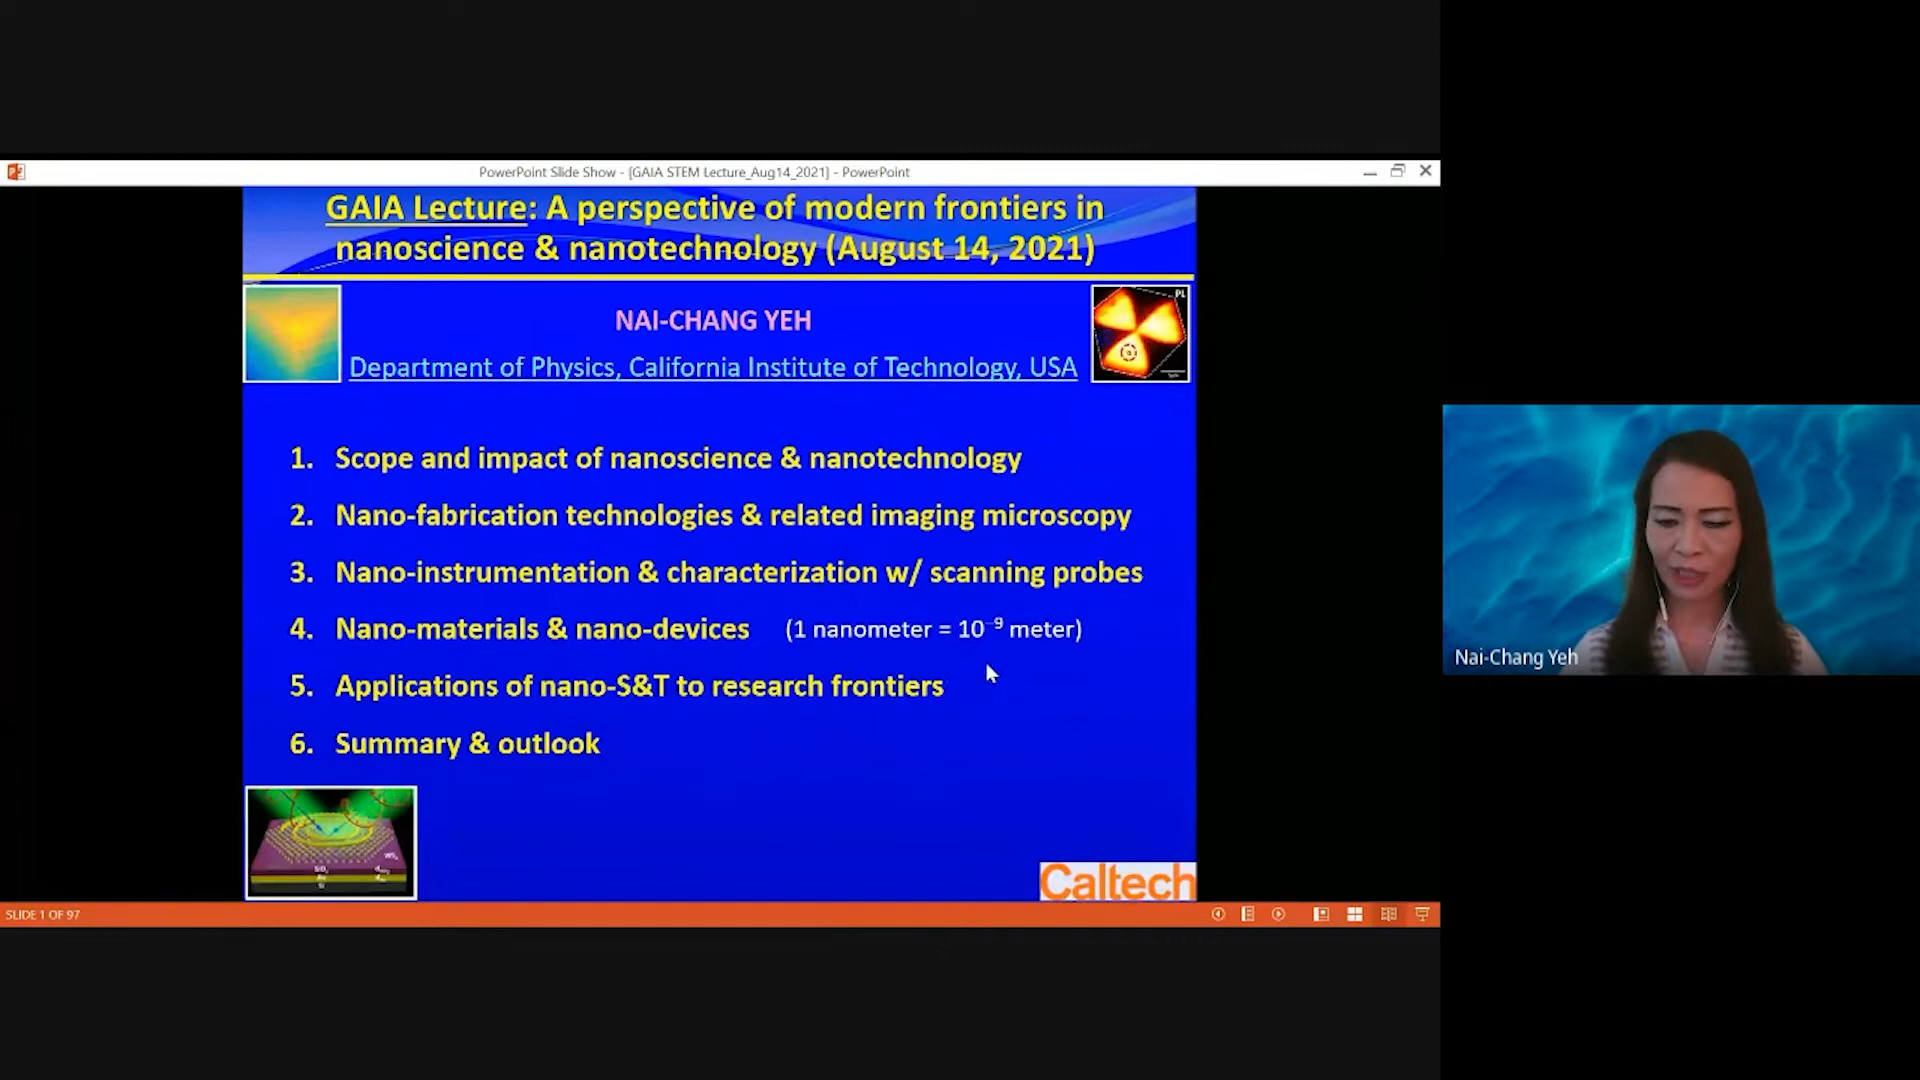 PowerPoint Slide Show - [GAIA STEM Lecture_Aug14_2021] - PowerPoint
GAIA Lecture: A perspective of modern frontiers in
nanoscience & nanotechnology (August 14, 2021)
PL
NAI-CHANG YEH
Department of Physics, California Institute of Technology, USA
1. Scope and impact of nanoscience & nanotechnology
2. Nano-fabrication technologies & related imaging microscopy
3. Nano-instrumentation & characterization w/ scanning probes
4. Nano-materials & nano-devices (1 nanometer = 10⁻⁹ meter)
5. Applications of nano-S&T to research frontiers
6. Summary & outlook
Nai-Chang Yeh
Caltech
SLIDE 1 OF 97